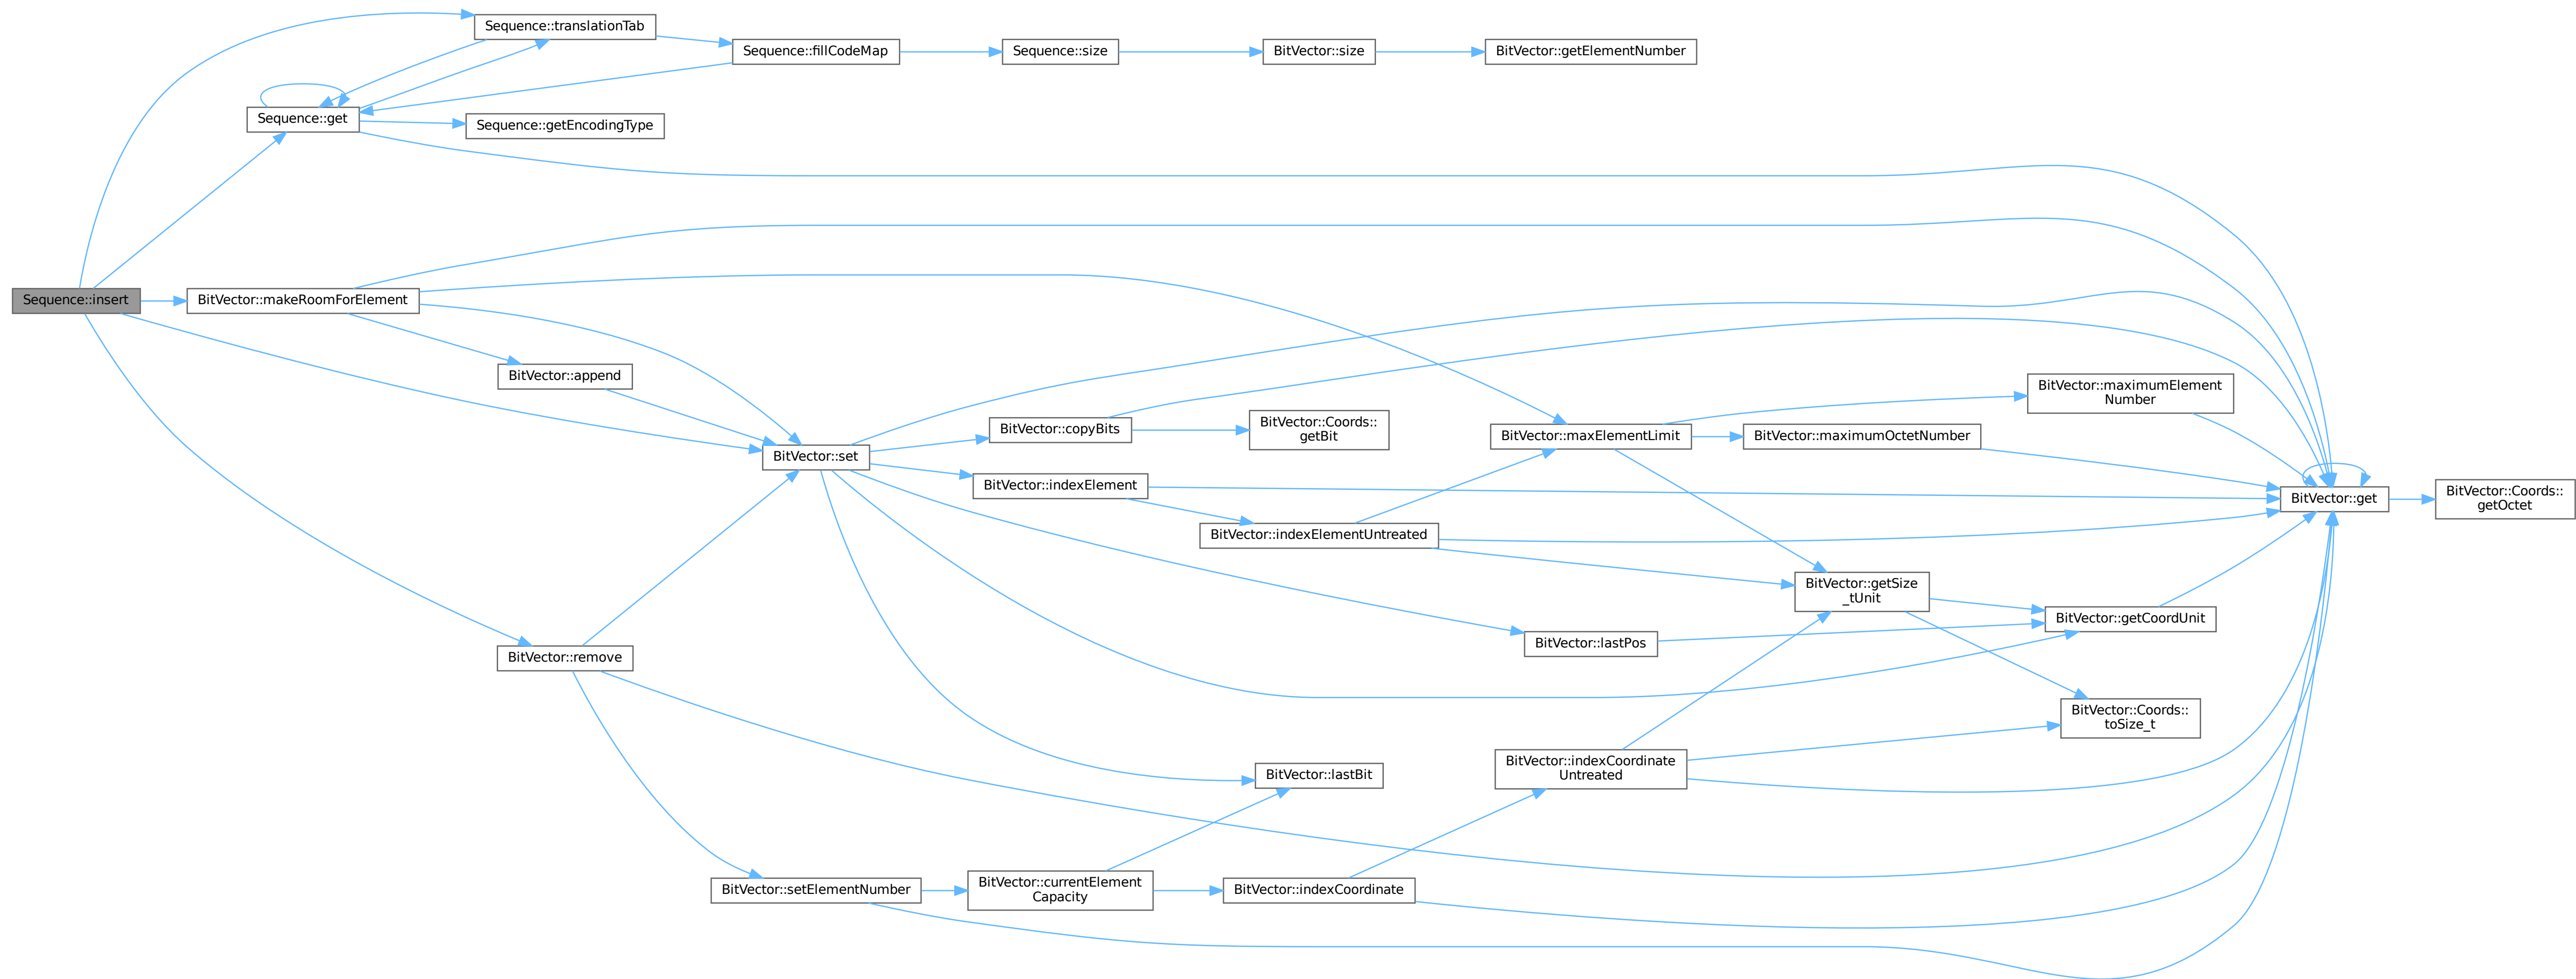 Sequence::translationTab
Sequence::fillCodeMap
Sequence::size
BitVector::size
BitVector::getElementNumber
Sequence::get
Sequence::getEncodingType
Sequence::insert
BitVector::makeRoomForElement
BitVector::append
BitVector::set
BitVector::copyBits
BitVector::Coords::
getBit
BitVector::maxElementLimit
BitVector::maximumElement
Number
BitVector::maximumOctetNumber
BitVector::indexElement
BitVector::get
BitVector::Coords::
getOctet
BitVector::indexElementUntreated
BitVector::getSize
_tUnit
BitVector::getCoordUnit
BitVector::lastPos
BitVector::remove
BitVector::Coords::
toSize_t
BitVector::indexCoordinate
Untreated
BitVector::lastBit
BitVector::setElementNumber
BitVector::currentElement
Capacity
BitVector::indexCoordinate